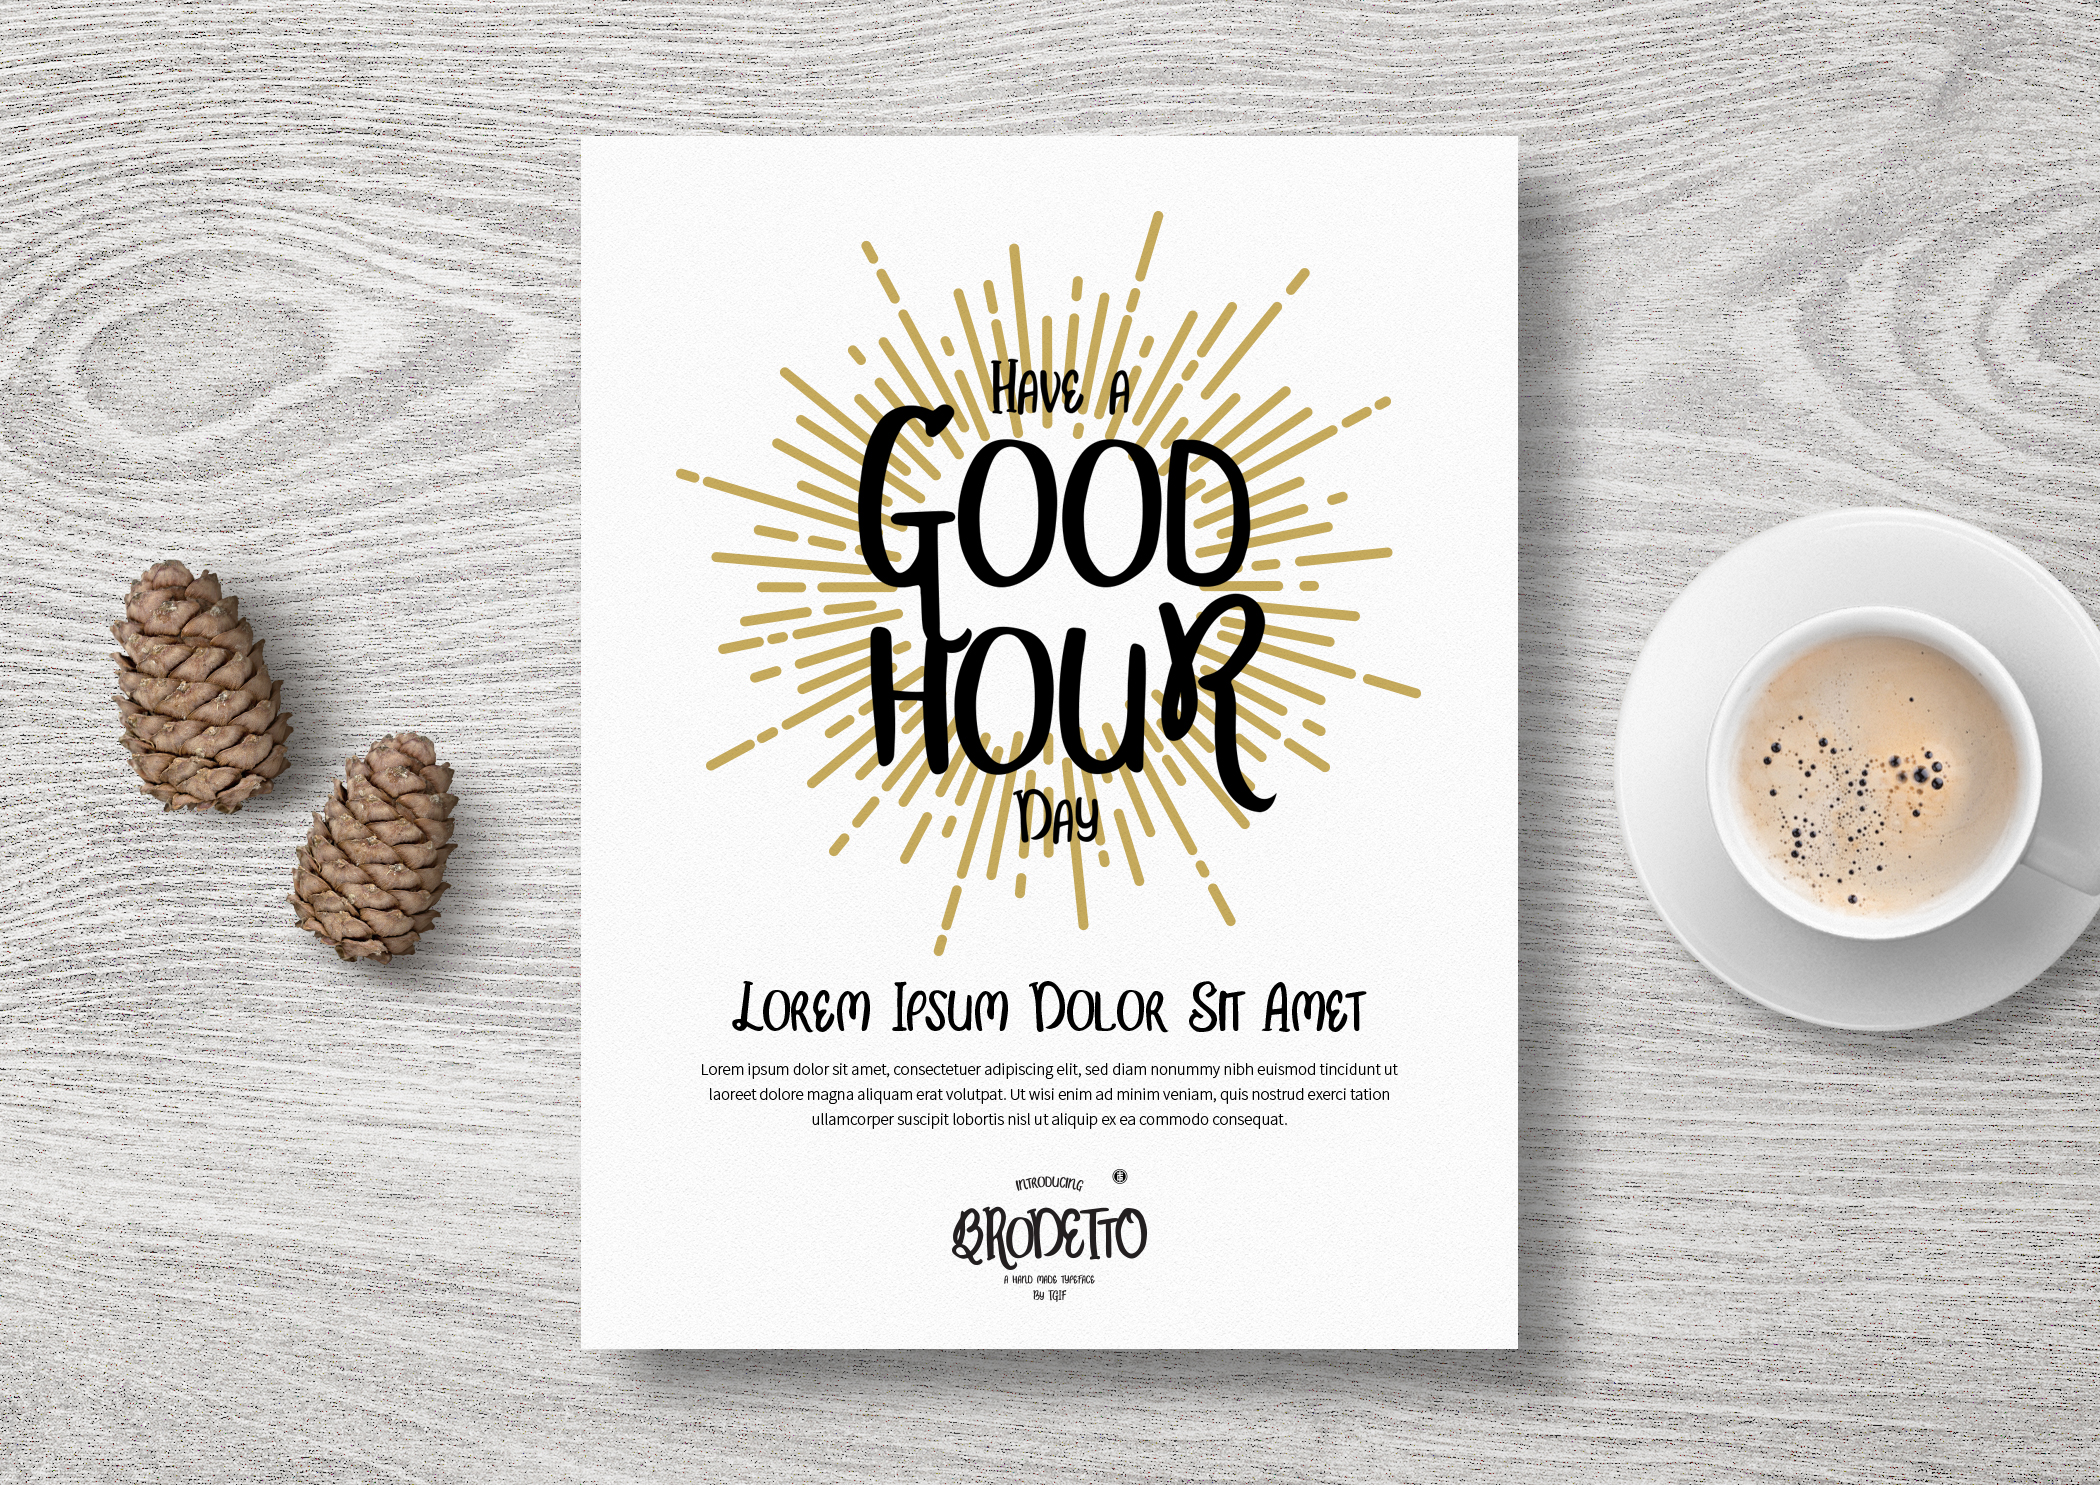 Have a
Good
Hour
Day
Lorem Ipsum Dolor Sit Amet
Lorem ipsum dolor sit amet, consectetuer adipiscing elit, sed diam nonummy nibh euismod tincidunt ut
laoreet dolore magna aliquam erat volutpat. Ut wisi enim ad minim veniam, quis nostrud exerci tation
ullamcorper suscipit lobortis nisl ut aliquip ex ea commodo consequat.
INTRODUCING
BRODETTO
A HAND MADE TYPEFACE
By TGIF